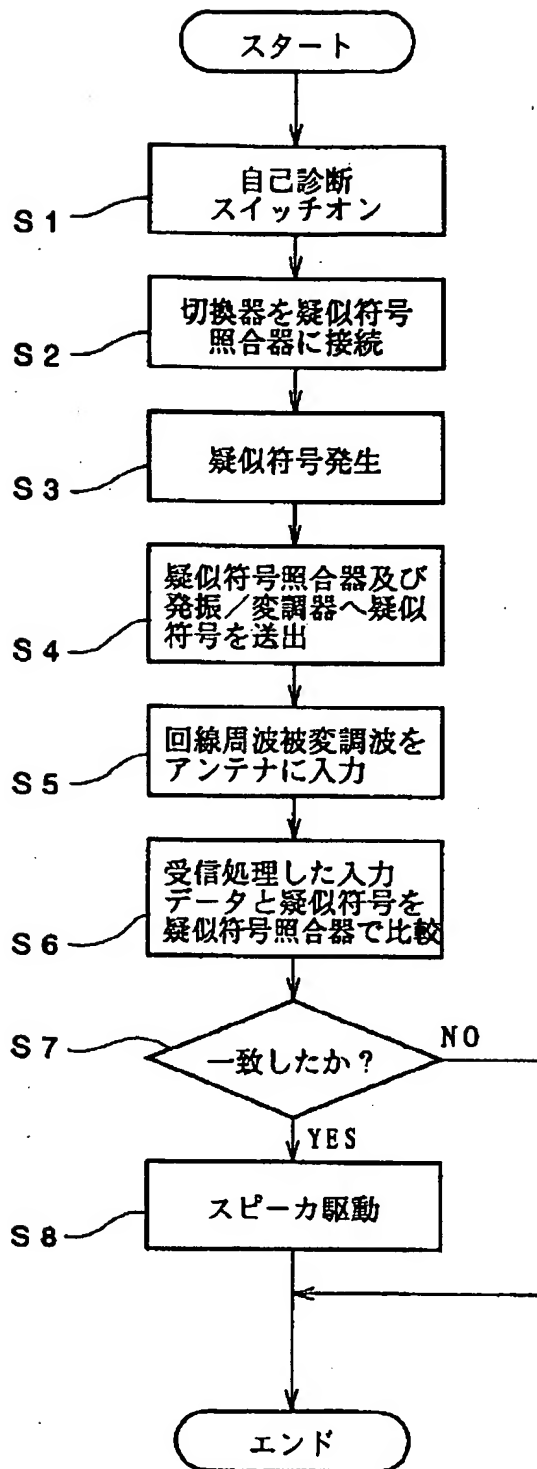 スタート
S1
自己診断
スイッチオン
S2
切換器を疑似符号
照合器に接続
S3
疑似符号発生
S4
疑似符号照合器及び
発振／変調器へ疑似
符号を送出
S5
回線周波被変調波を
アンテナに入力
S6
受信処理した入力
データと疑似符号を
疑似符号照合器で比較
S7
一致したか？
NO
YES
S8
スピーカ駆動
エンド